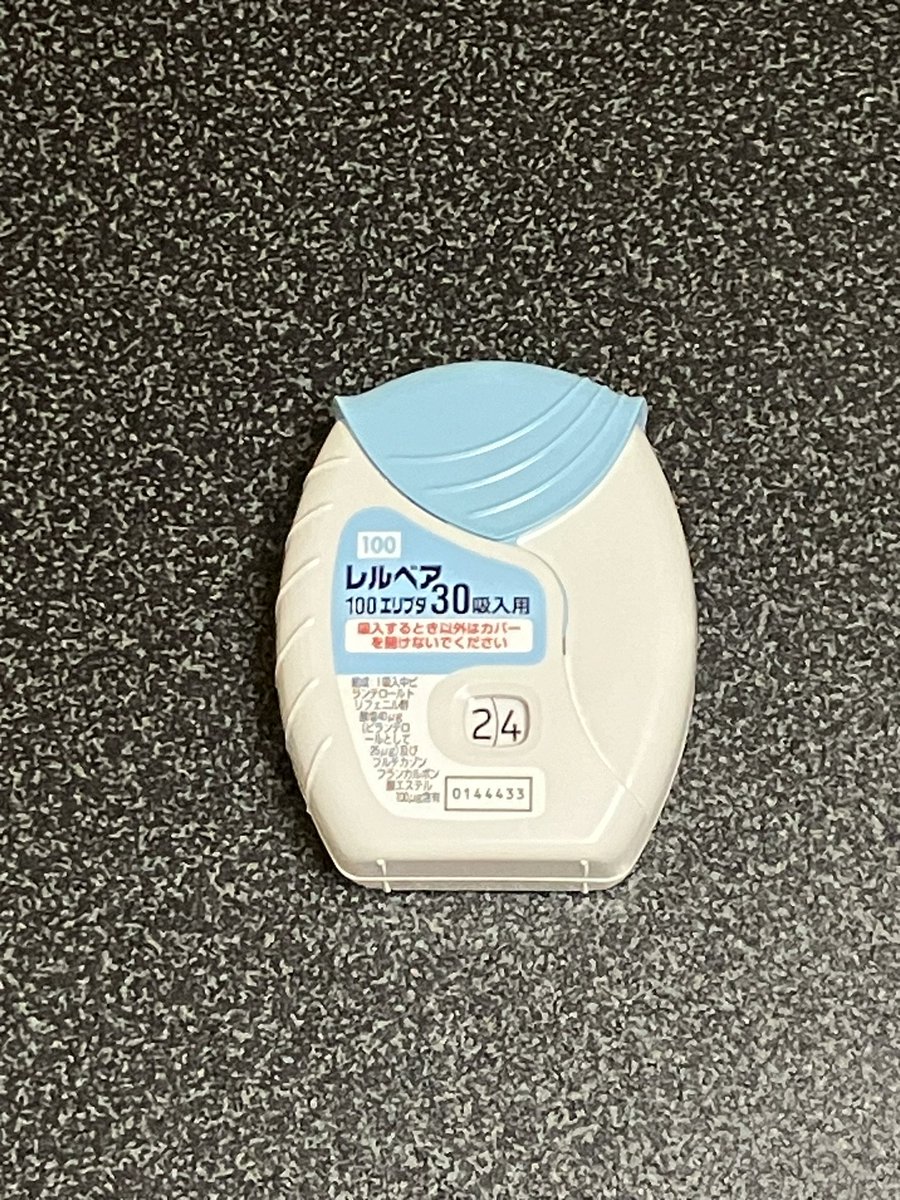 100
レルベア
100エリプタ30吸入用
吸入するとき以外はカバー
を開けないでください
組成 1吸入中ビ
ランテロールト
リフェニル酢
酸塩40µg
(ビランテロ
ールとして
25µg)及び
フルチカゾン
フランカルボン
酸エステル
100µg含有
24
0144433